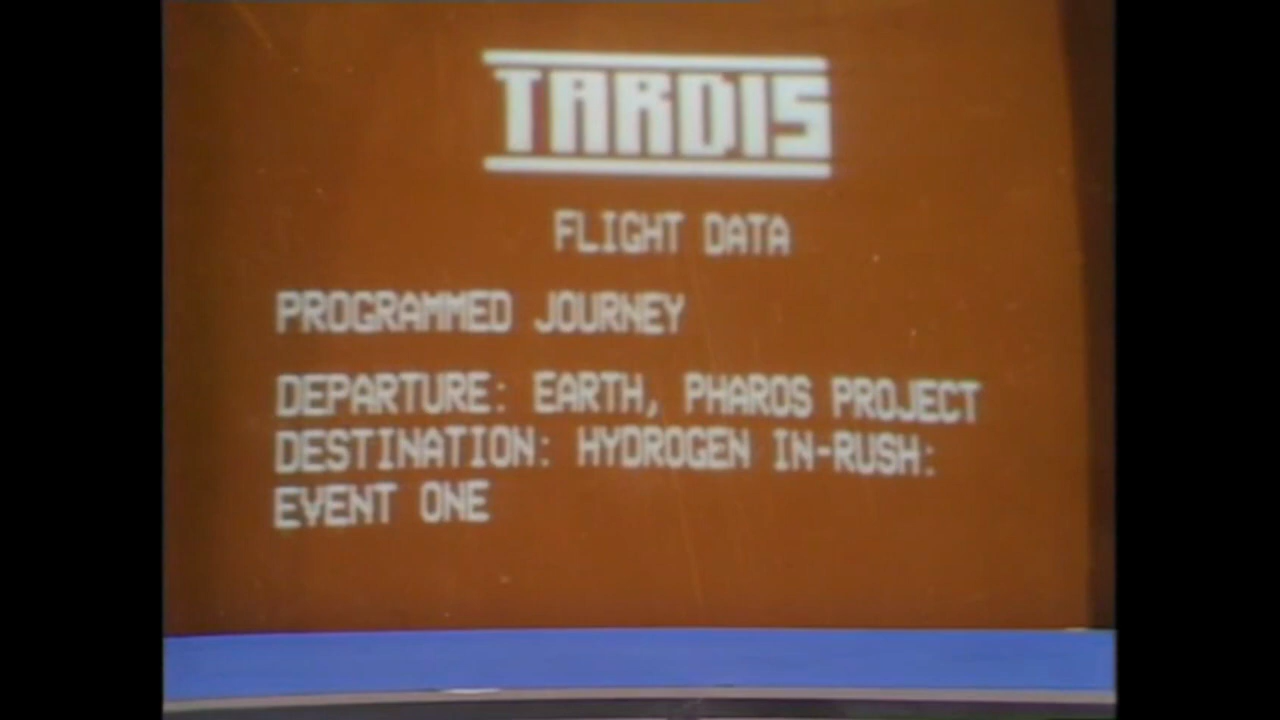 TARDIS
FLIGHT DATA
PROGRAMMED JOURNEY
DEPARTURE: EARTH, PHAROS PROJECT
DESTINATION: HYDROGEN IN-RUSH:
EVENT ONE